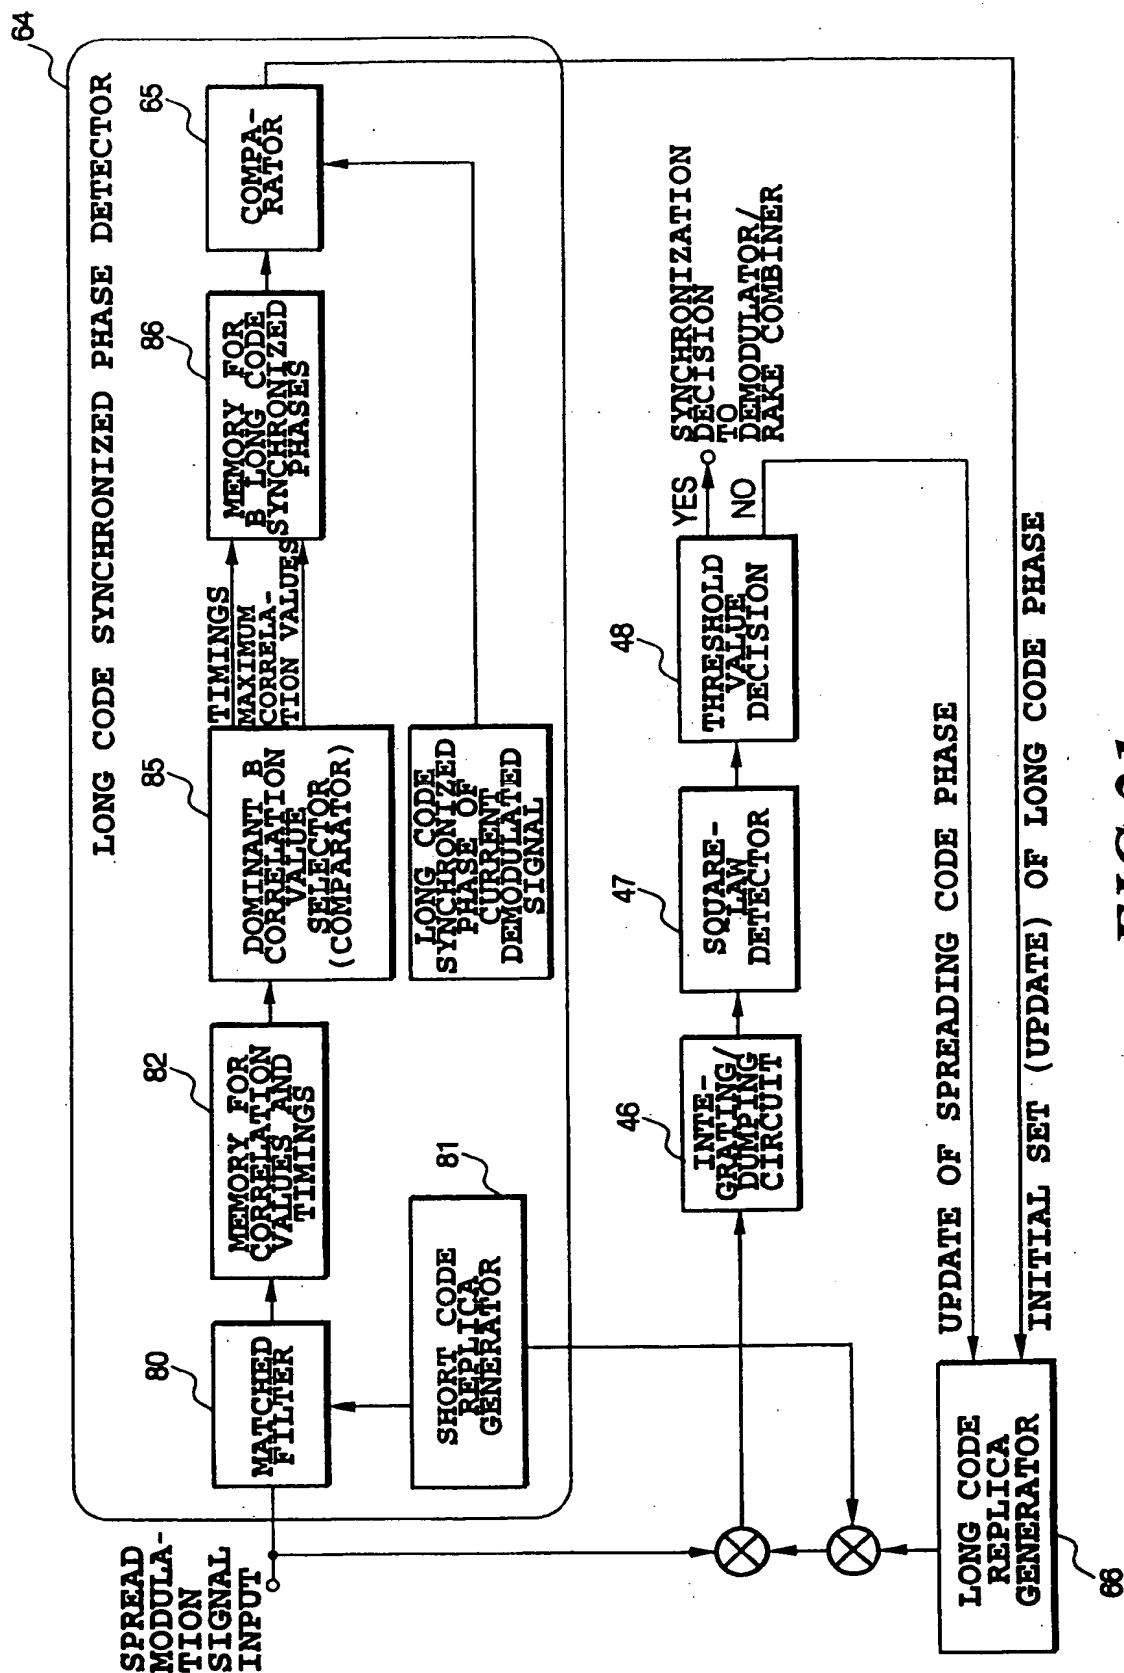 64
LONG CODE SYNCHRONIZED PHASE DETECTOR
SPREAD
MODULA-
TION
SIGNAL
INPUT
80
MATCHED
FILTER
82
MEMORY FOR
CORRELATION
VALUES AND
TIMINGS
85
DOMINANT B
CORRELATION
VALUE
SELECTOR
(COMPARATOR)
TIMINGS
MAXIMUM
CORRELA-
TION VALUES
86
MEMORY FOR
B LONG CODE
SYNCHRONIZED
PHASES
65
COMPA-
RATOR
81
SHORT CODE
REPLICA
GENERATOR
LONG CODE
SYNCHRONIZED
PHASE OF
CURRENT
DEMODULATED
SIGNAL
46
INTE-
GRATING/
DUMPING
CIRCUIT
47
SQUARE-
LAW
DETECTOR
48
THRESHOLD
VALUE
DECISION
YES
NO
SYNCHRONIZATION
DECISION
TO
DEMODULATOR/
RAKE COMBINER
LONG CODE
REPLICA
GENERATOR
66
UPDATE OF SPREADING CODE PHASE
INITIAL SET (UPDATE) OF LONG CODE PHASE